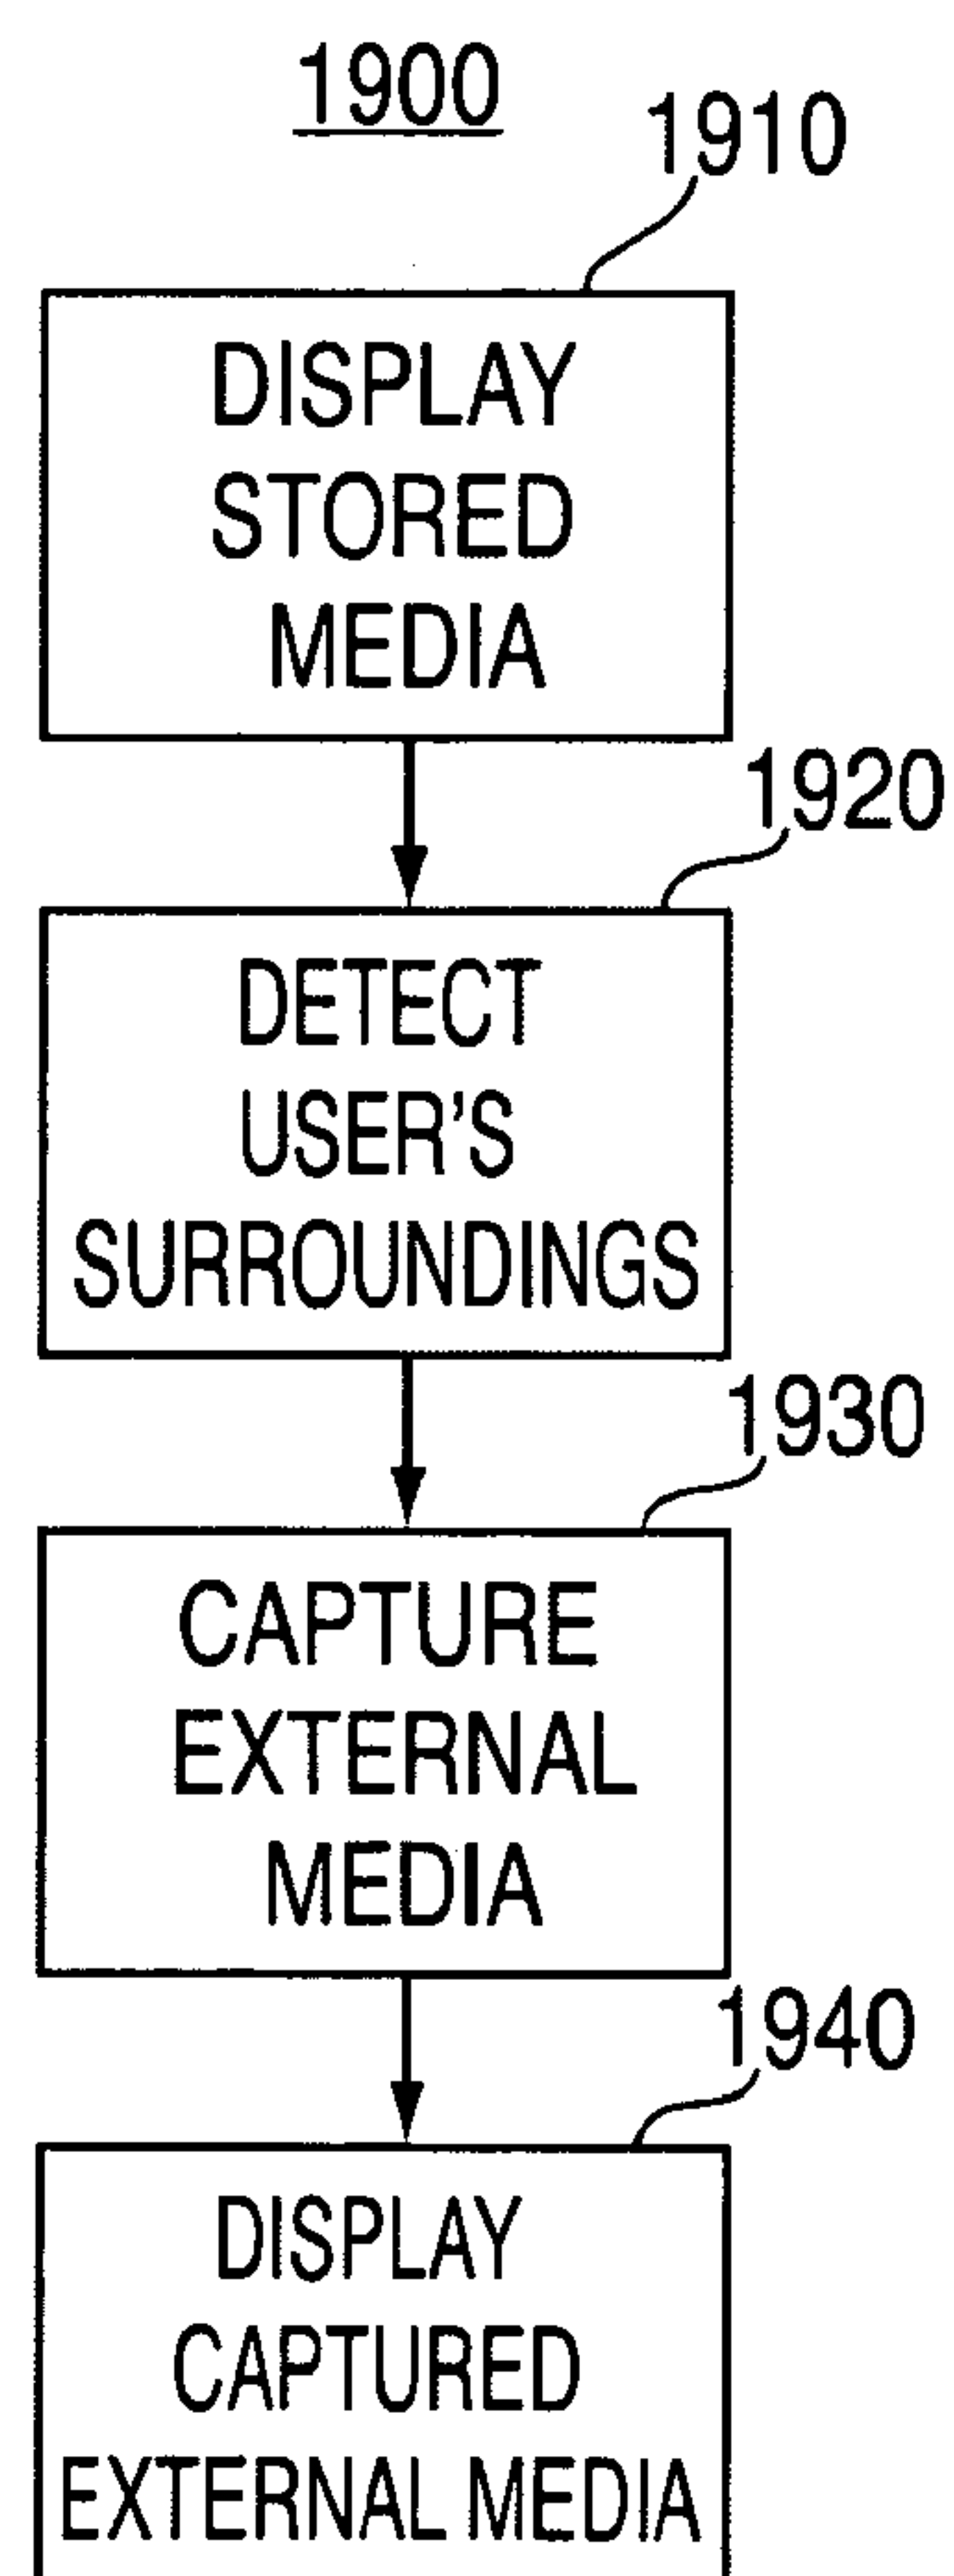 1900
1910
DISPLAY
STORED
MEDIA
1920
DETECT
USER'S
SURROUNDINGS
1930
CAPTURE
EXTERNAL
MEDIA
1940
DISPLAY
CAPTURED
EXTERNAL MEDIA